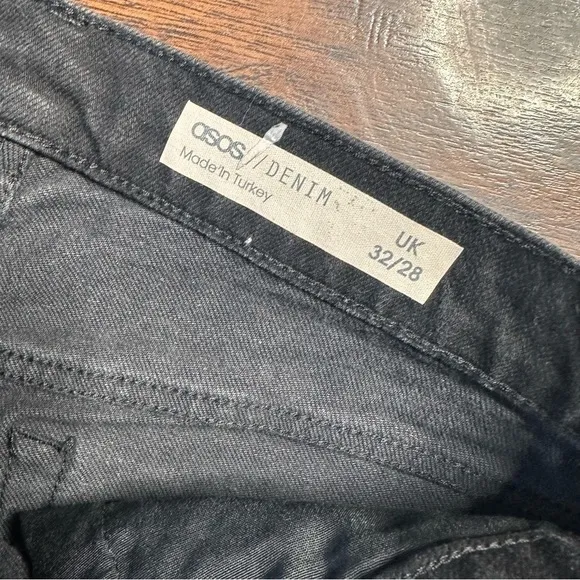 asos // DENIM
Made In Turkey
UK
32/28